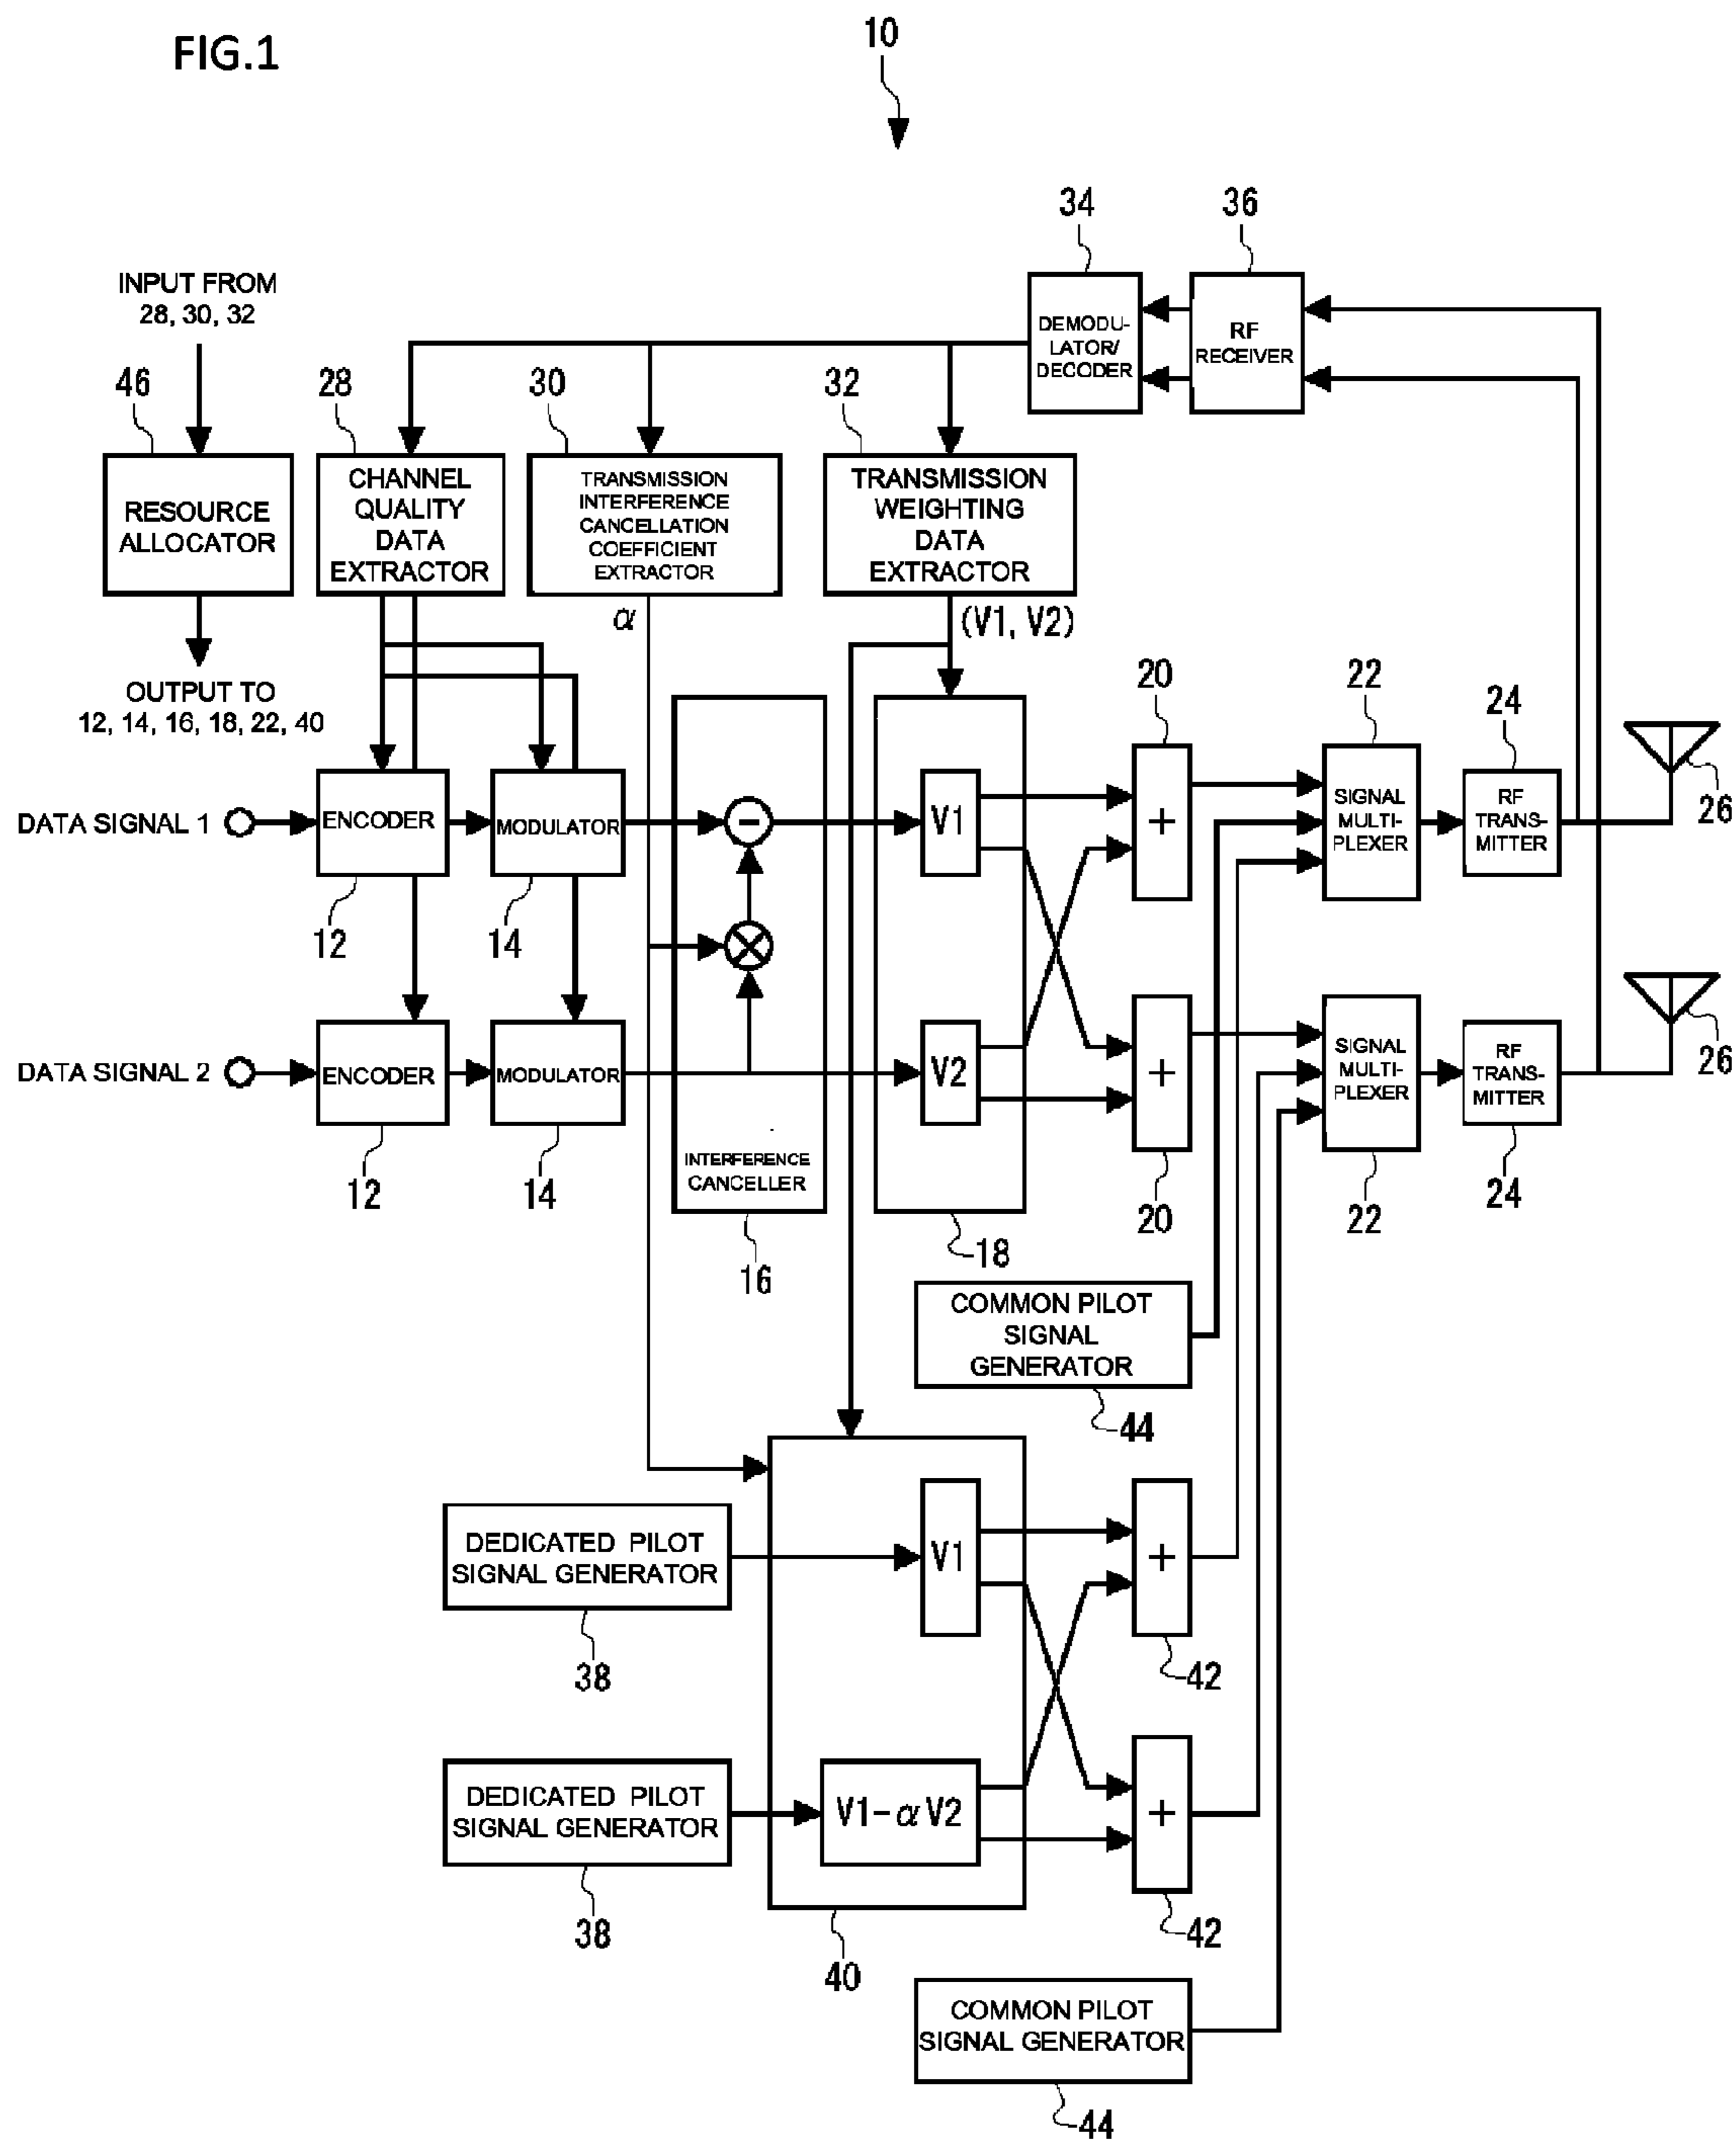 FIG.1
10
34
36
INPUT FROM
28, 30, 32
DEMODU-
LATOR/
DECODER
RF
RECEIVER
46
28
30
32
RESOURCE
ALLOCATOR
CHANNEL
QUALITY
DATA
EXTRACTOR
TRANSMISSION
INTERFERENCE
CANCELLATION
COEFFICIENT
EXTRACTOR
TRANSMISSION
WEIGHTING
DATA
EXTRACTOR
α
(V1, V2)
OUTPUT TO
12, 14, 16, 18, 22, 40
20
22
24
26
DATA SIGNAL 1
ENCODER
MODULATOR
−
V1
+
SIGNAL
MULTI-
PLEXER
RF
TRANS-
MITTER
12
14
26
DATA SIGNAL 2
ENCODER
MODULATOR
V2
+
SIGNAL
MULTI-
PLEXER
RF
TRANS-
MITTER
INTERFERENCE
CANCELLER
12
14
16
18
20
22
24
COMMON PILOT
SIGNAL
GENERATOR
44
DEDICATED PILOT
SIGNAL GENERATOR
V1
+
38
42
DEDICATED PILOT
SIGNAL GENERATOR
V1-αV2
+
38
40
42
COMMON PILOT
SIGNAL GENERATOR
44